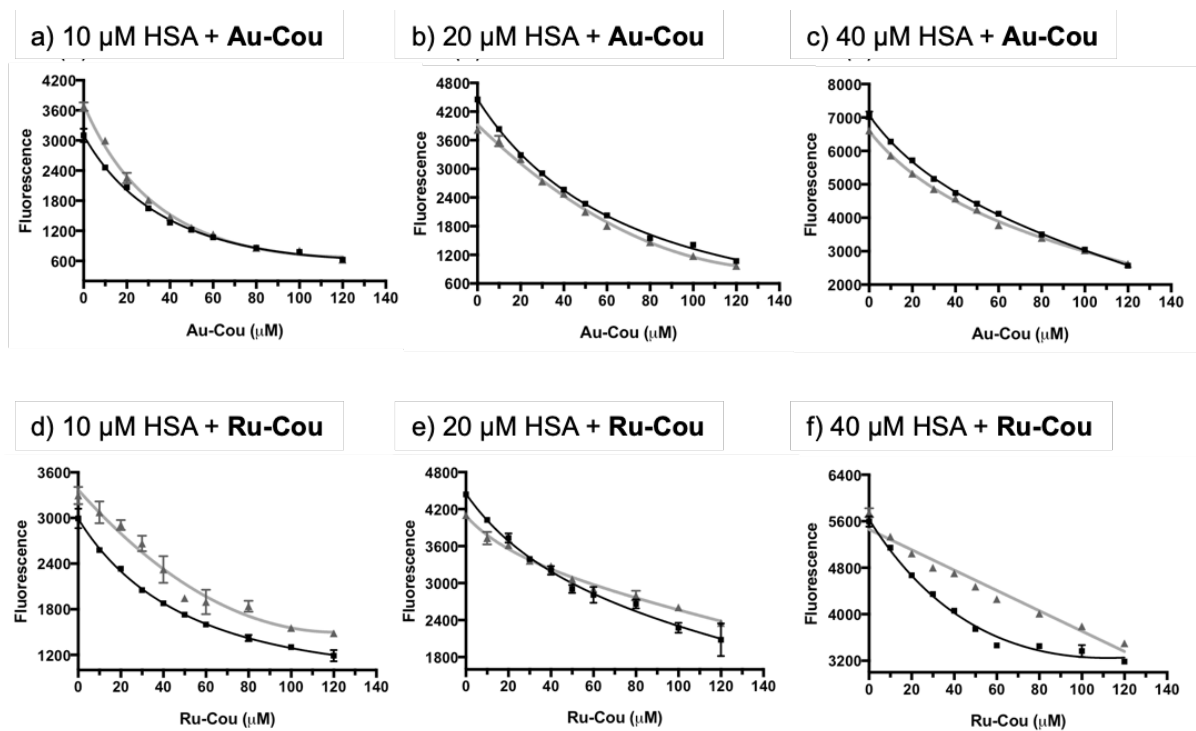 a) 10 µM HSA + Au-Cou
b) 20 µM HSA + Au-Cou
c) 40 µM HSA + Au-Cou
4200
3600
3000
2400
1800
1200
600
Fluorescence
0 20 40 60 80 100 120 140
Au-Cou (µM)
4800
4200
3600
3000
2400
1800
1200
600
Fluorescence
0 20 40 60 80 100 120 140
Au-Cou (µM)
8000
7000
6000
5000
4000
3000
2000
Fluorescence
0 20 40 60 80 100 120 140
Au-Cou (µM)
d) 10 µM HSA + Ru-Cou
e) 20 µM HSA + Ru-Cou
f) 40 µM HSA + Ru-Cou
3600
3000
2400
1800
1200
Fluorescence
0 20 40 60 80 100 120 140
Ru-Cou (µM)
4800
4200
3600
3000
2400
1800
Fluorescence
0 20 40 60 80 100 120 140
Ru-Cou (µM)
6400
5600
4800
4000
3200
Fluorescence
0 20 40 60 80 100 120 140
Ru-Cou (µM)